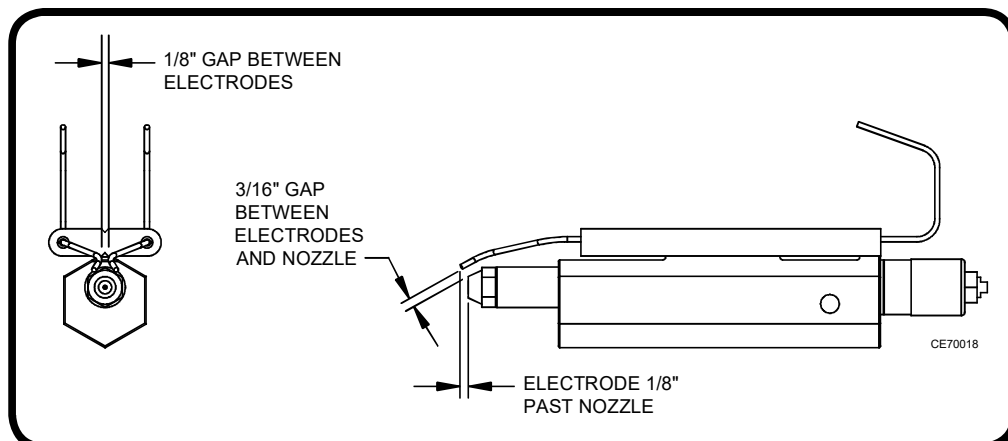 1/8" GAP BETWEEN
ELECTRODES
3/16" GAP
BETWEEN
ELECTRODES
AND NOZZLE
CE70018
ELECTRODE 1/8"
PAST NOZZLE